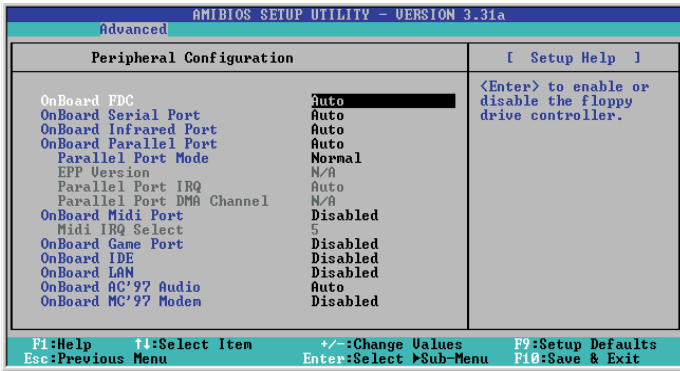 AMIBIOS SETUP UTILITY – VERSION 3.31a
Advanced
Peripheral Configuration
[ Setup Help ]
OnBoard FDC Auto
OnBoard Serial Port Auto
OnBoard Infrared Port Auto
OnBoard Parallel Port Auto
Parallel Port Mode Normal
EPP Version N/A
Parallel Port IRQ Auto
Parallel Port DMA Channel N/A
OnBoard Midi Port Disabled
Midi IRQ Select 5
OnBoard Game Port Disabled
OnBoard IDE Disabled
OnBoard LAN Disabled
OnBoard AC'97 Audio Auto
OnBoard MC'97 Modem Disabled
<Enter> to enable or
disable the floppy
drive controller.
F1:Help ↑↓:Select Item +/-:Change Values F9:Setup Defaults
Esc:Previous Menu Enter:Select ▶Sub-Menu F10:Save & Exit